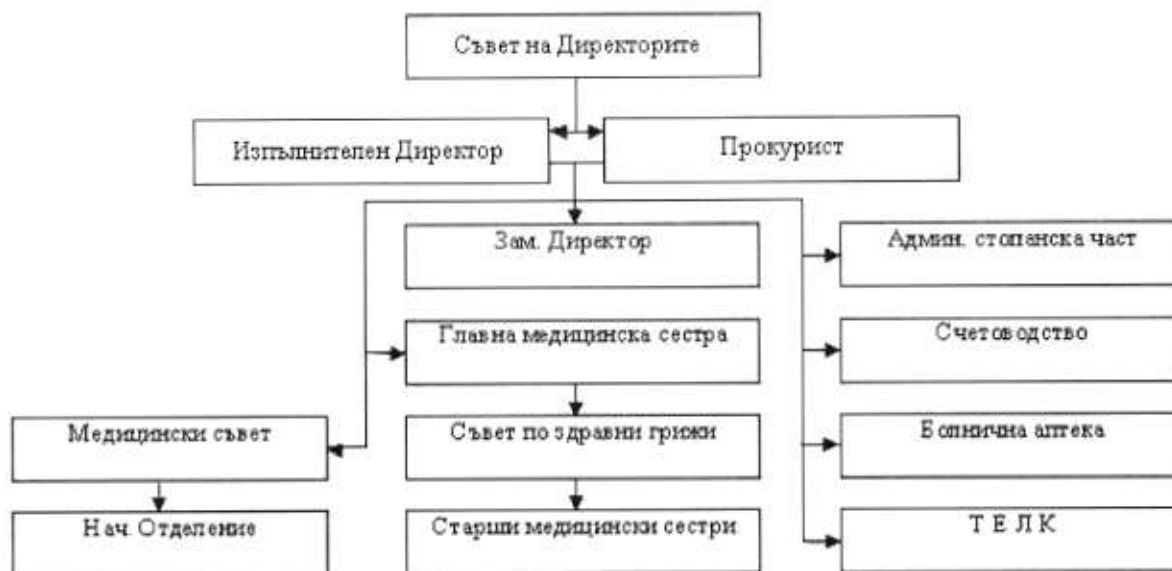 Съвет на Директорите
Изпълнителен Директор
Прокурист
Зам. Директор
Админ. стопанска част
Главна медицинска сестра
Счетоводство
Медицински съвет
Съвет по здравни грижи
Болнична аптека
Нач. Отделение
Старши медицински сестри
Т Е Л К